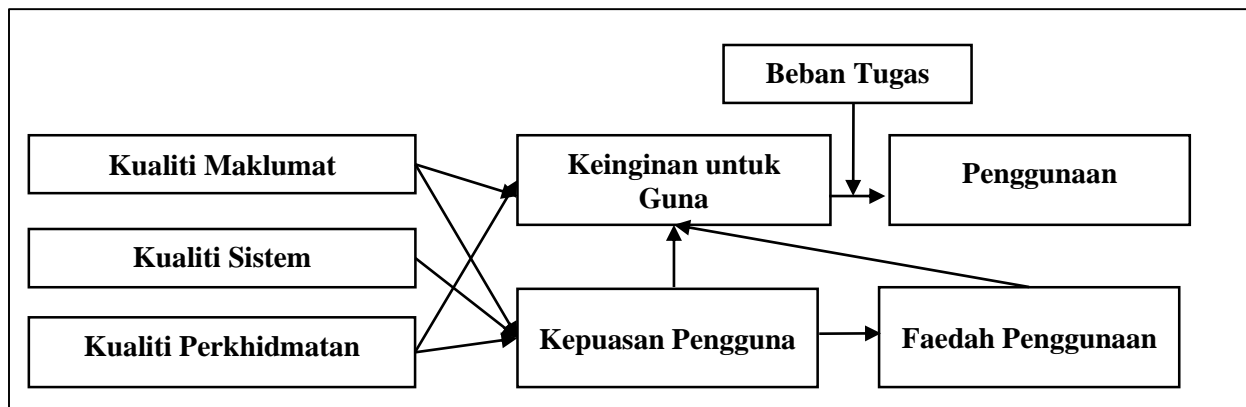 Beban Tugas
Kualiti Maklumat
Keinginan untuk
Guna
Penggunaan
Kualiti Sistem
Kualiti Perkhidmatan
Kepuasan Pengguna
Faedah Penggunaan